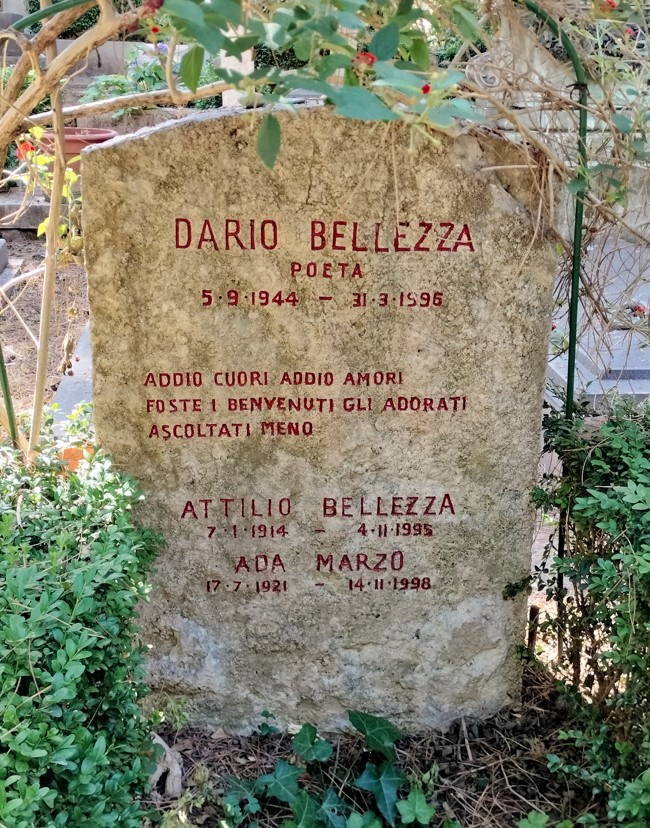 DARIO BELLEZZA
POETA
5·9·1944 – 31·3·1996
ADDIO CUORI ADDIO AMORI
FOSTE I BENVENUTI GLI ADORATI
ASCOLTATI MENO
ATTILIO BELLEZZA
7·1·1914 – 4·11·1995
ADA MARZO
17·7·1921 – 14·11·1998